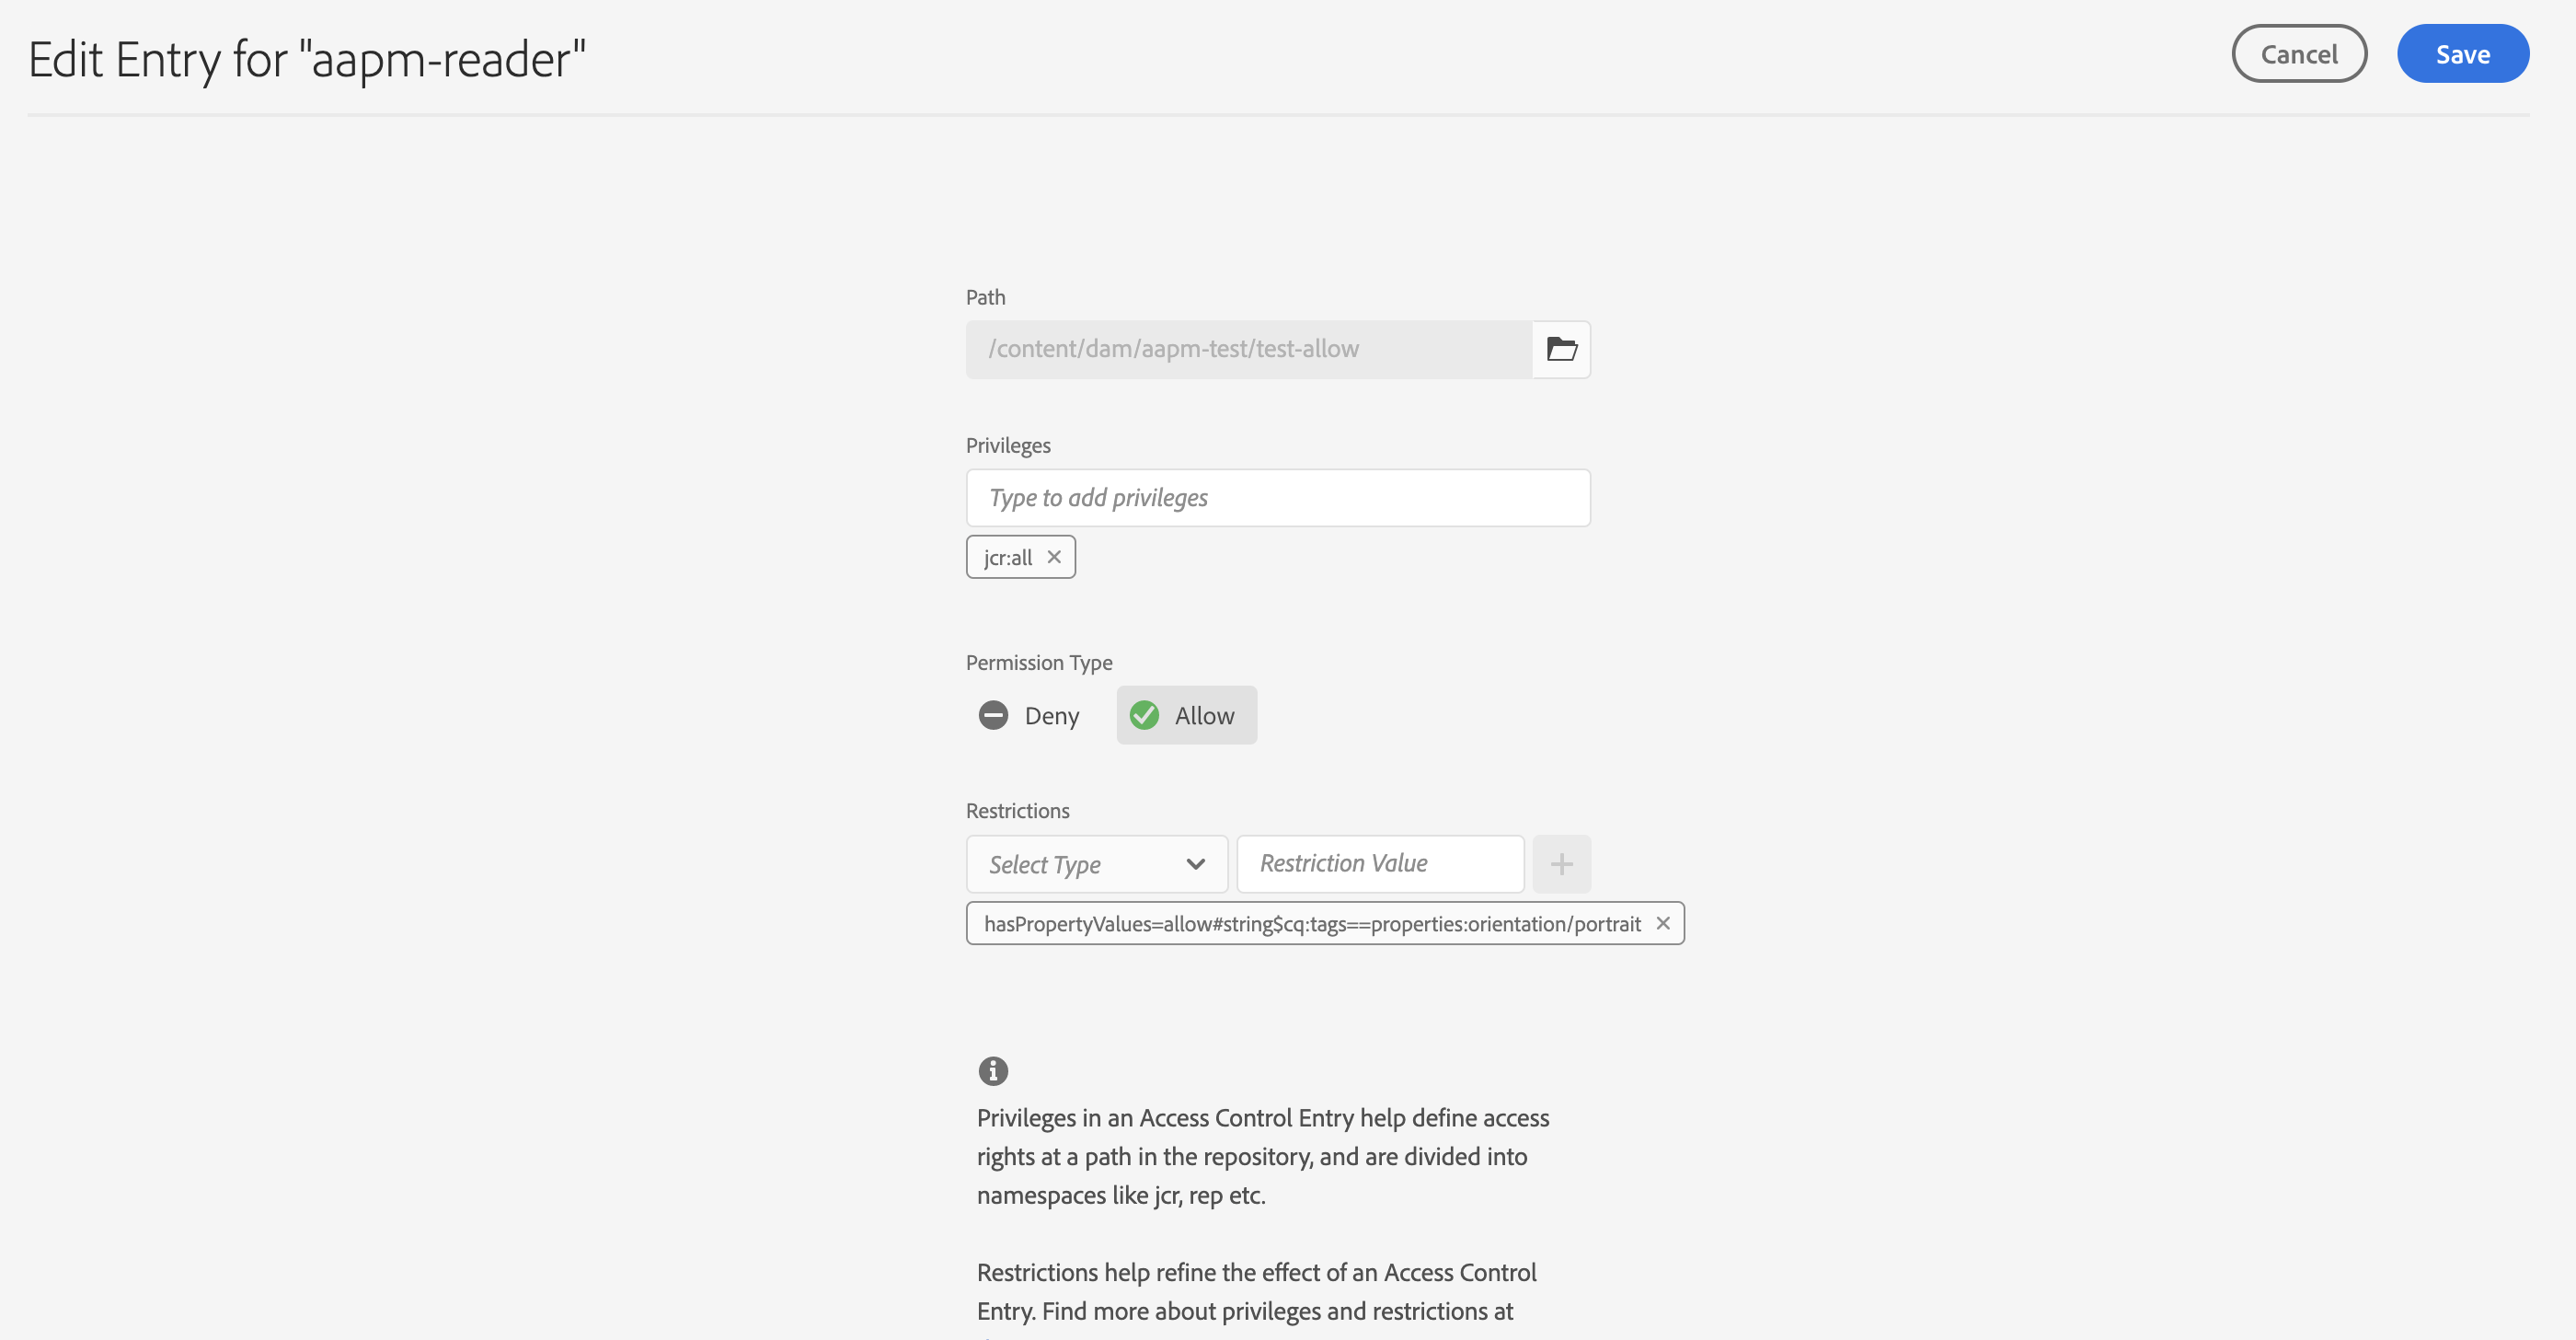 Edit Entry for "aapm-reader"
Cancel
Save
Path
/content/dam/aapm-test/test-allow
Privileges
Type to add privileges
jcr:all
Permission Type
Deny
Allow
Restrictions
Select Type
Restriction Value
hasPropertyValues=allow#string$cq:tags==properties:orientation/portrait
Privileges in an Access Control Entry help define access
rights at a path in the repository, and are divided into
namespaces like jcr, rep etc.
Restrictions help refine the effect of an Access Control
Entry. Find more about privileges and restrictions at